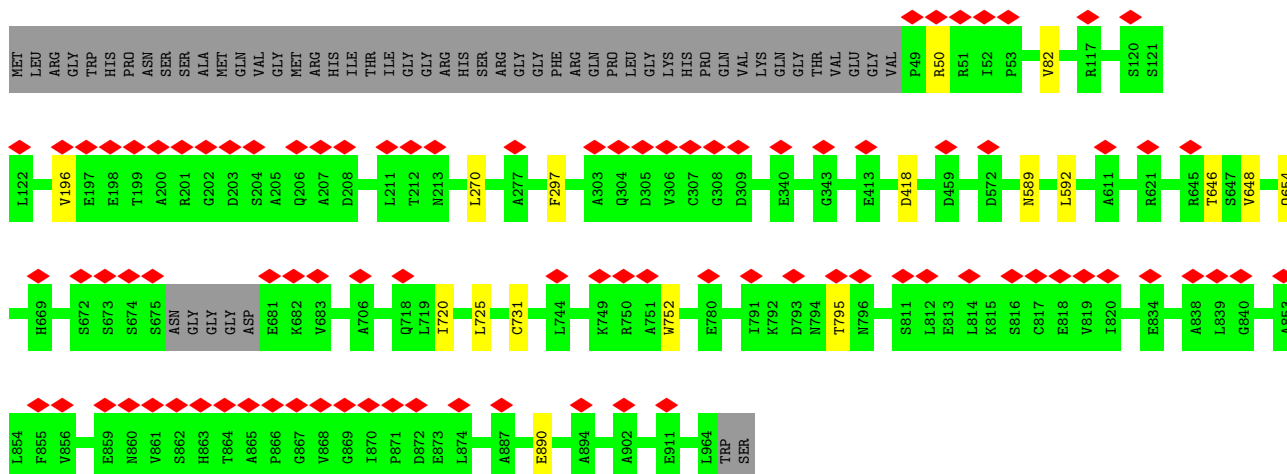 MET LEU ARG GLY TRP HIS PRO ASN SER SER ALA MET GLN VAL GLY MET ARG HIS ILE THR ILE GLY GLY ARG HIS SER ARG GLY GLY PHE ARG GLN PRO LEU GLY LYS HIS PRO GLN VAL LYS GLN GLY THR VAL GLU GLY VAL P49 R50 R51 I52 P53 V82 R117 S120 S121
L122 V196 E197 E198 T199 A200 R201 G202 D203 S204 A205 Q206 A207 D208 L211 T212 N213 L270 A277 F297 A303 Q304 D305 V306 C307 G308 D309 E340 G343 E413 D418 D459 D572 N589 L592 A611 R621 R645 T646 S647 V648 Q654
H669 S672 S673 S674 S675 ASN GLY GLY GLY ASP E681 K682 V683 A706 Q718 L719 I720 L725 C731 L744 K749 R750 A751 W752 E780 I791 K792 D793 N794 T795 N796 S811 L812 E813 L814 K815 S816 C817 E818 V819 I820 E834 A838 L839 G840 A853
L854 F855 V856 E859 N860 V861 S862 H863 T864 A865 P866 G867 V868 G869 I870 P871 D872 E873 L874 A887 E890 A894 A902 E911 L964 TRP SER